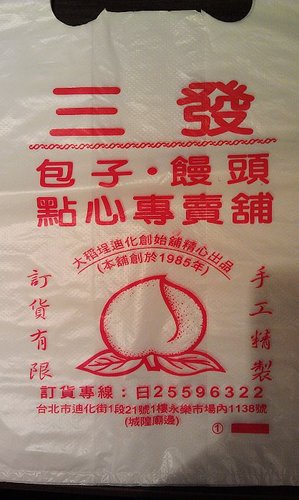 三發
包子·饅頭
點心專賣舖
大稻埕迪化創始舖精心出品
(本舖創於1985年)
訂貨有限
手工精製
訂貨專線：日25596322
台北市迪化街1段21號1樓永樂市場內1138號
(城隍廟邊)
①